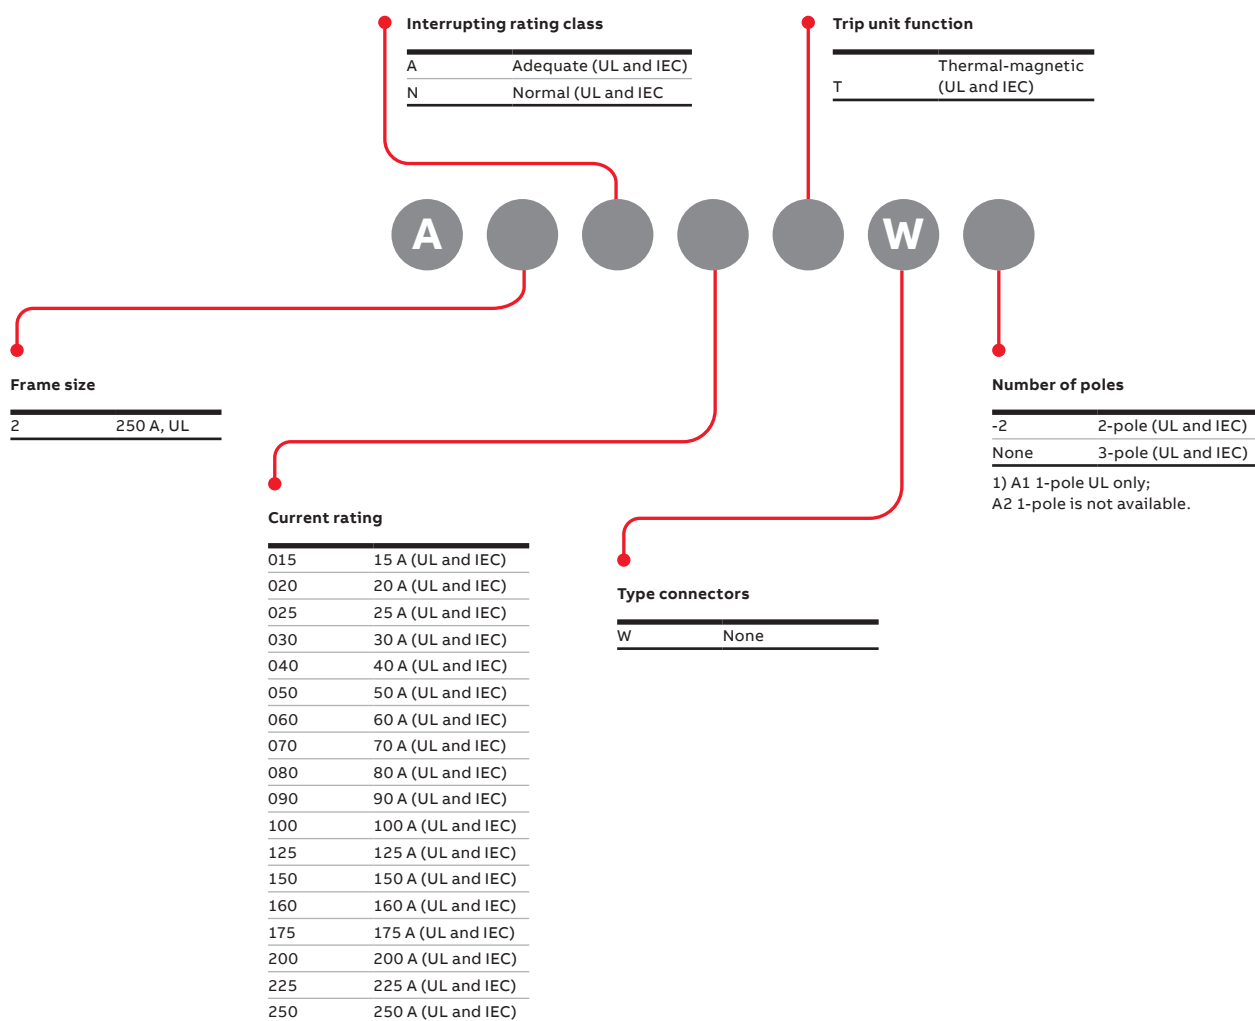 Interrupting rating class
A Adequate (UL and IEC)
N Normal (UL and IEC
Trip unit function
Thermal-magnetic
T (UL and IEC)
A W
Frame size
2 250 A, UL
Number of poles
-2 2-pole (UL and IEC)
None 3-pole (UL and IEC)
1) A1 1-pole UL only;
A2 1-pole is not available.
Current rating
015 15 A (UL and IEC)
020 20 A (UL and IEC)
025 25 A (UL and IEC)
030 30 A (UL and IEC)
040 40 A (UL and IEC)
050 50 A (UL and IEC)
060 60 A (UL and IEC)
070 70 A (UL and IEC)
080 80 A (UL and IEC)
090 90 A (UL and IEC)
100 100 A (UL and IEC)
125 125 A (UL and IEC)
150 150 A (UL and IEC)
160 160 A (UL and IEC)
175 175 A (UL and IEC)
200 200 A (UL and IEC)
225 225 A (UL and IEC)
250 250 A (UL and IEC)
Type connectors
W None